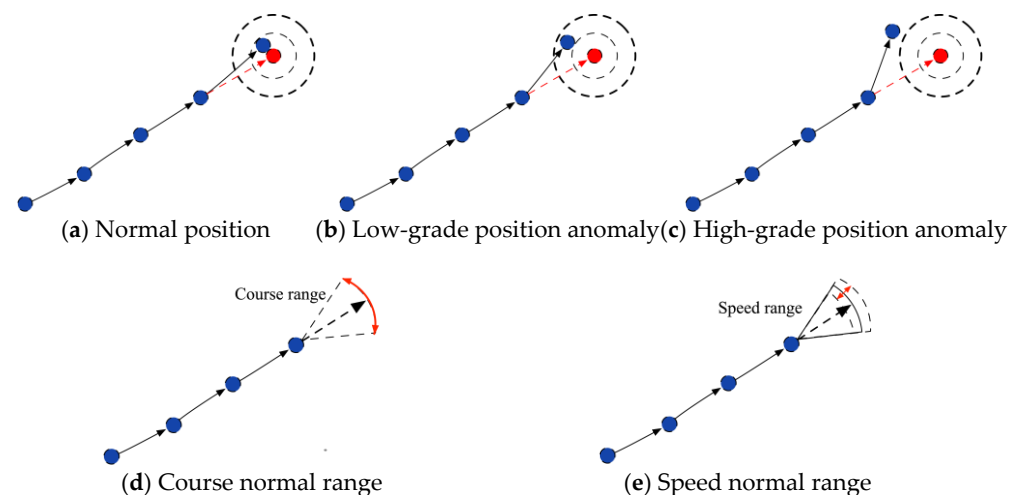 (a) Normal position (b) Low-grade position anomaly(c) High-grade position anomaly
Course range
Speed range
(d) Course normal range (e) Speed normal range